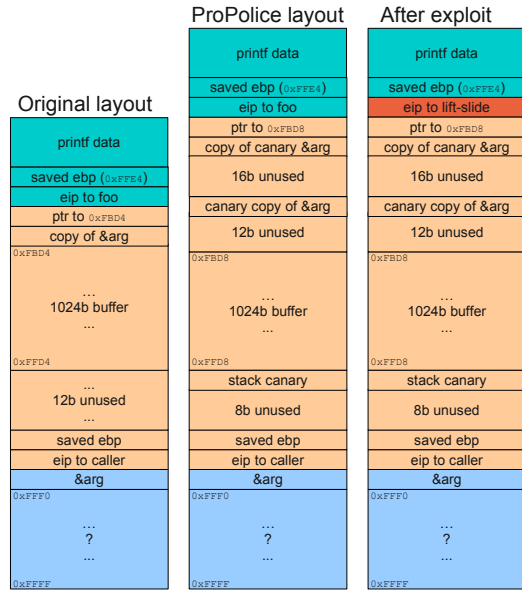 Original layout
printf data
saved ebp (0xFFE4)
eip to foo
ptr to 0xFBD4
copy of &arg
0xFBD4
...
1024b buffer
...
0xFFD4
...
12b unused
...
saved ebp
eip to caller
&arg
0xFFF0
...
?
...
0xFFFF
ProPolice layout
printf data
saved ebp (0xFFE4)
eip to foo
ptr to 0xFBD8
copy of canary &arg
16b unused
canary copy of &arg
12b unused
0xFBD8
...
1024b buffer
...
0xFFD8
stack canary
8b unused
saved ebp
eip to caller
&arg
0xFFF0
...
?
...
0xFFFF
After exploit
printf data
saved ebp (0xFFE4)
eip to lift-slide
ptr to 0xFBD8
copy of canary &arg
16b unused
canary copy of &arg
12b unused
0xFBD8
...
1024b buffer
...
0xFFD8
stack canary
8b unused
saved ebp
eip to caller
&arg
0xFFF0
...
?
...
0xFFFF